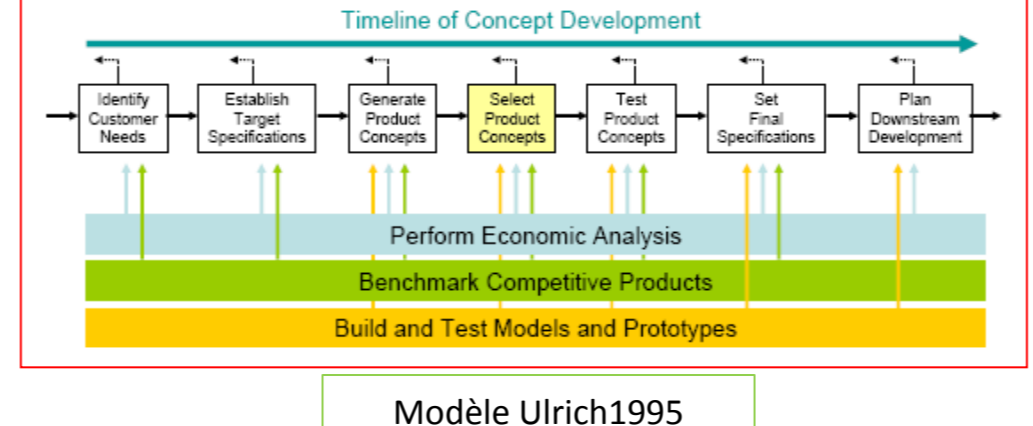 Timeline of Concept Development
Identify
Customer
Needs
Establish
Target
Specifications
Generate
Product
Concepts
Select
Product
Concepts
Test
Product
Concepts
Set
Final
Specifications
Plan
Downstream
Development
Perform Economic Analysis
Benchmark Competitive Products
Build and Test Models and Prototypes
Modèle Ulrich1995